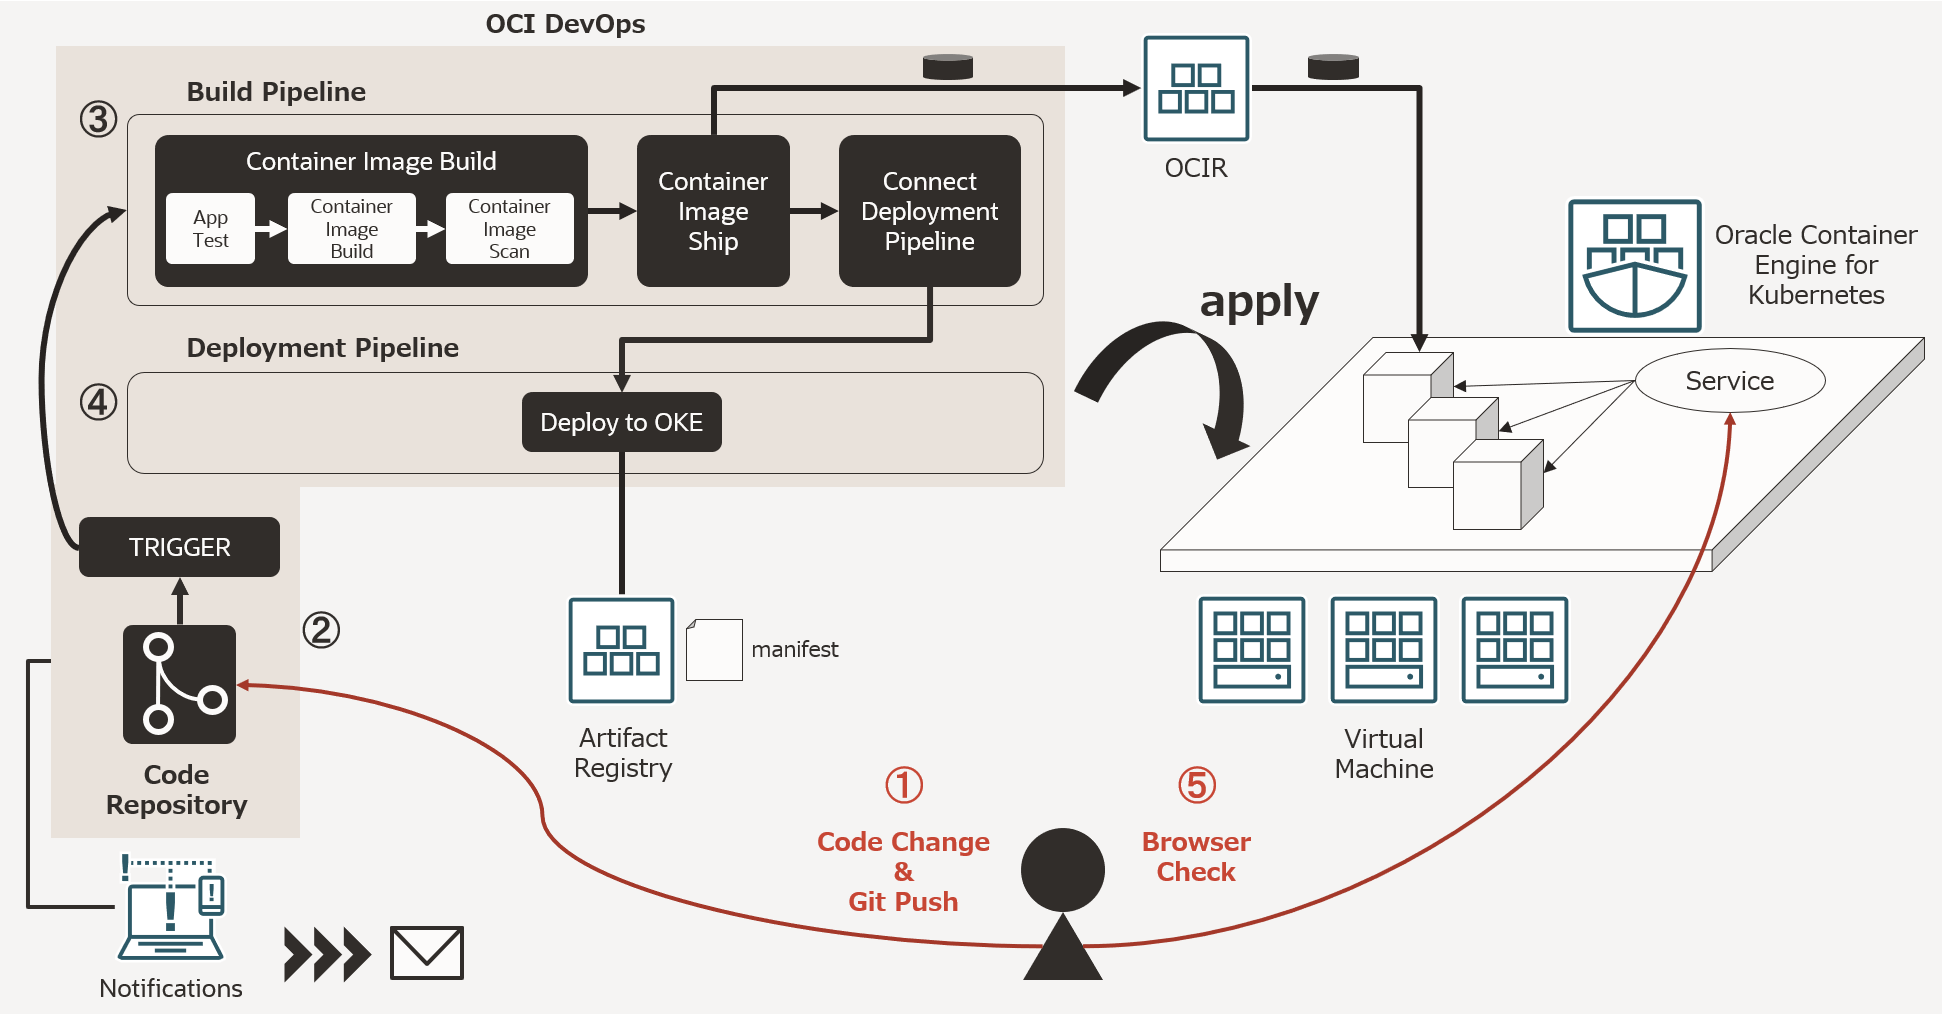 OCI DevOps
Build Pipeline
③
Container Image Build
App
Test
Container
Image
Build
Container
Image
Scan
Container
Image
Ship
Connect
Deployment
Pipeline
OCIR
Oracle Container
Engine for
Kubernetes
apply
Deployment Pipeline
④
Deploy to OKE
Service
TRIGGER
②
Code
Repository
manifest
Artifact
Registry
Virtual
Machine
①
Code Change
&
Git Push
⑤
Browser
Check
!
!
!
Notifications